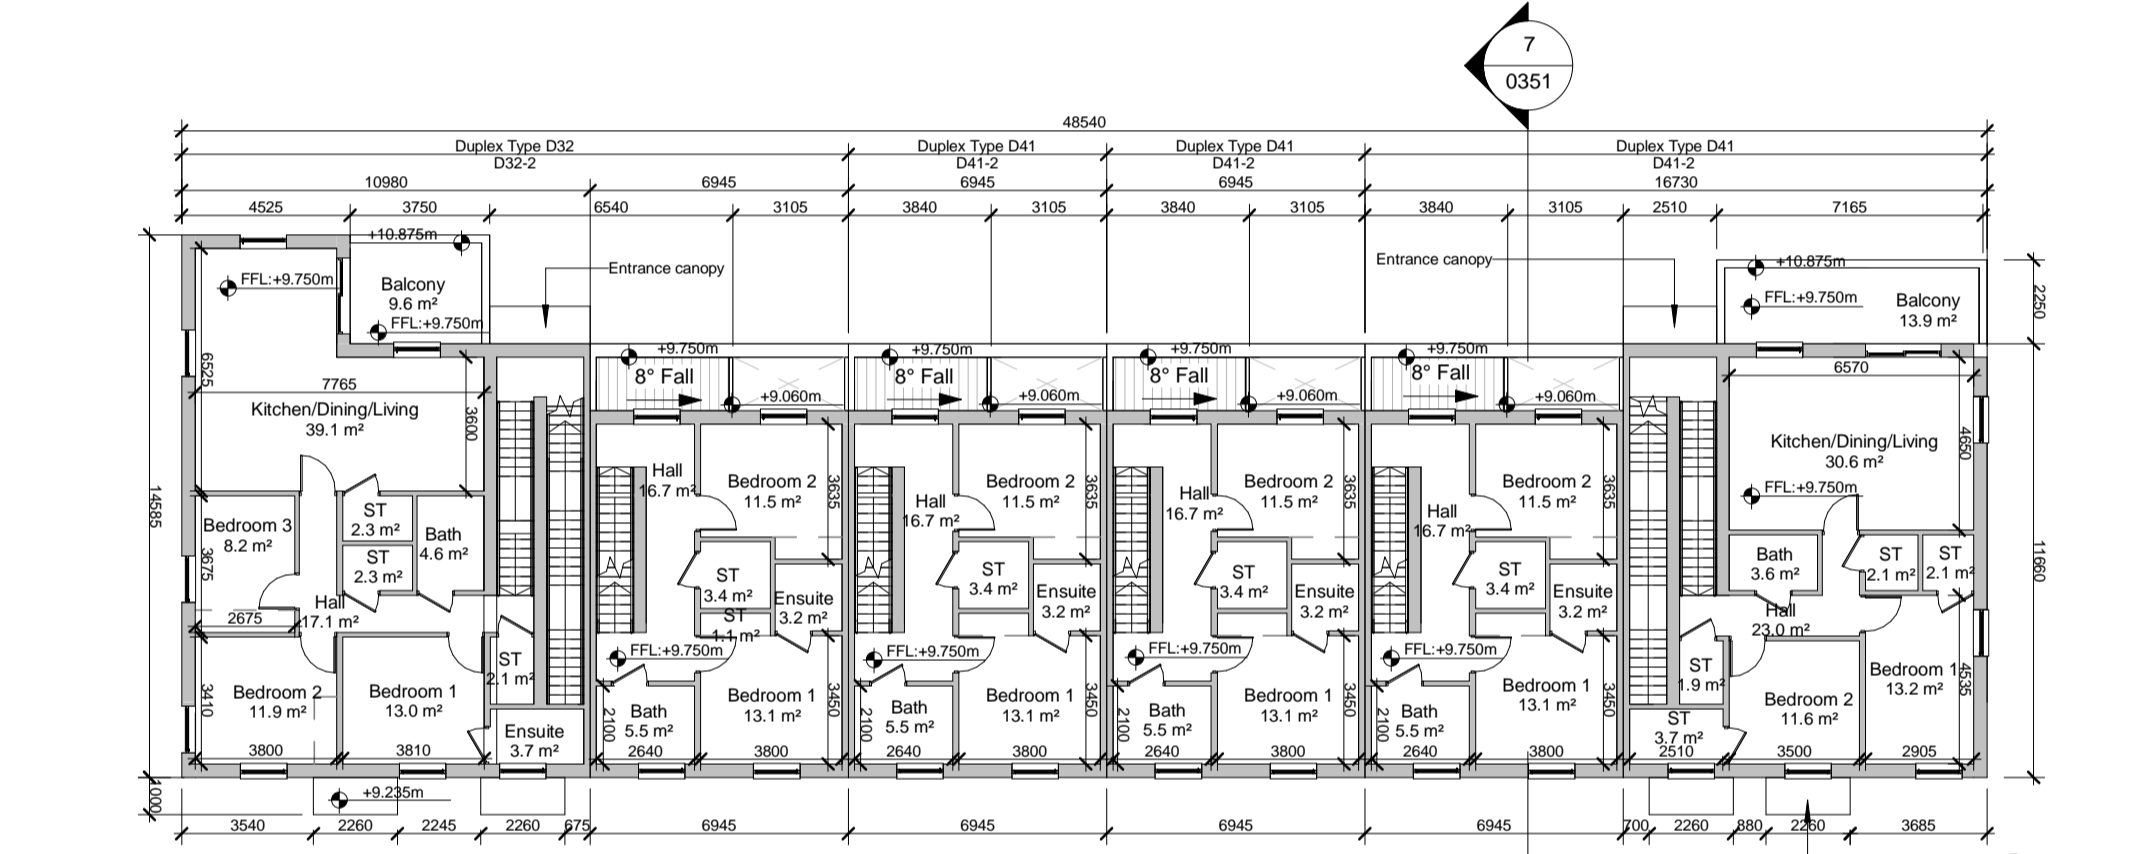 7
0351
48540
Duplex Type D32
Duplex Type D41
Duplex Type D41
Duplex Type D41
D32-2
D41-2
D41-2
D41-2
10980
6945
6945
6945
16730
4525
3750
6540
3105
3840
3105
3840
3105
3840
3105
2510
7165
+10.875m
Entrance canopy
Entrance canopy
+10.875m
FFL:+9.750m
Balcony
9.6 m²
FFL:+9.750m
FFL:+9.750m
Balcony
13.9 m²
2250
+9.750m
+9.750m
+9.750m
+9.750m
8° Fall
8° Fall
8° Fall
8° Fall
+9.060m
+9.060m
+9.060m
+9.060m
6525
7765
3600
6570
4650
Kitchen/Dining/Living
39.1 m²
Kitchen/Dining/Living
30.6 m²
FFL:+9.750m
14585
11660
Hall
16.7 m²
Bedroom 2
11.5 m²
3635
Hall
16.7 m²
Bedroom 2
11.5 m²
3635
Hall
16.7 m²
Bedroom 2
11.5 m²
3635
Hall
16.7 m²
Bedroom 2
11.5 m²
3635
Bedroom 3
8.2 m²
3675
ST
2.3 m²
ST
2.3 m²
Bath
4.6 m²
Hall
17.1 m²
2675
ST
3.4 m²
ST
1.1 m²
Ensuite
3.2 m²
ST
3.4 m²
Ensuite
3.2 m²
ST
3.4 m²
Ensuite
3.2 m²
ST
3.4 m²
Ensuite
3.2 m²
Bath
3.6 m²
ST
2.1 m²
ST
2.1 m²
Hall
23.0 m²
FFL:+9.750m
FFL:+9.750m
FFL:+9.750m
FFL:+9.750m
3410
Bedroom 2
11.9 m²
Bedroom 1
13.0 m²
ST
2.1 m²
Ensuite
3.7 m²
2100
Bath
5.5 m²
Bedroom 1
13.1 m²
3450
2100
Bath
5.5 m²
Bedroom 1
13.1 m²
3450
2100
Bath
5.5 m²
Bedroom 1
13.1 m²
3450
2100
Bath
5.5 m²
Bedroom 1
13.1 m²
3450
ST
1.9 m²
ST
3.7 m²
Bedroom 2
11.6 m²
Bedroom 1
13.2 m²
4535
3800
3810
2640
3800
2640
3800
2640
3800
2640
3800
2510
3500
2905
1000
+9.235m
3540
2260
2245
2260
675
6945
6945
6945
6945
700
2260
880
2260
3685